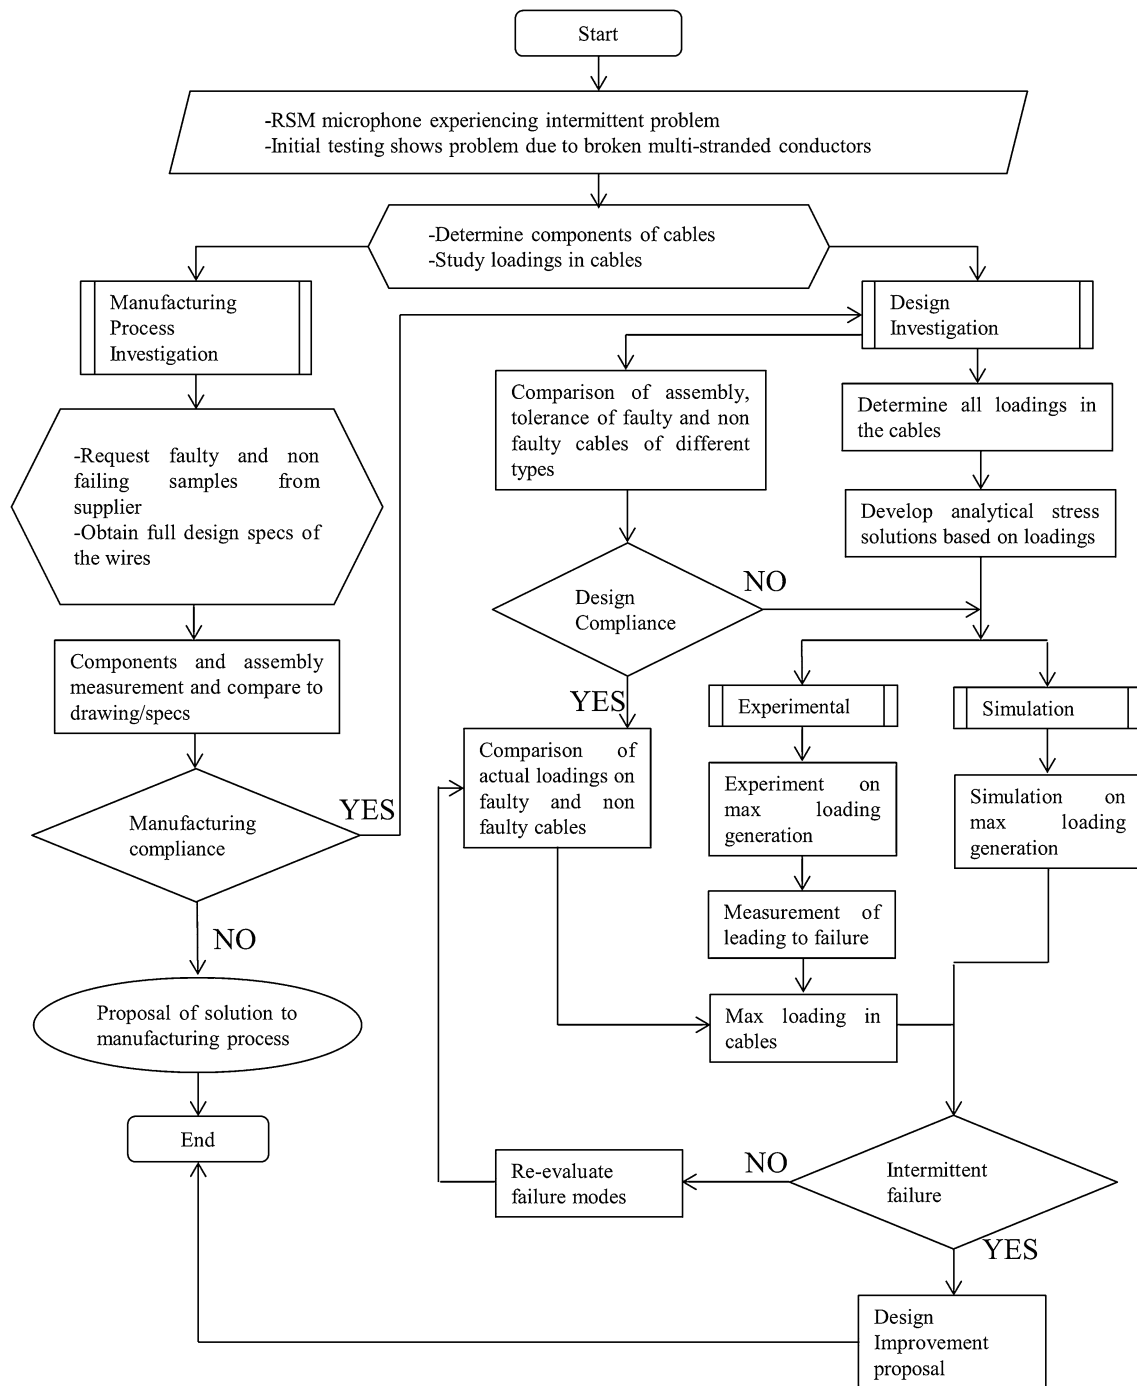 Start
-RSM microphone experiencing intermittent problem
-Initial testing shows problem due to broken multi-stranded conductors
-Determine components of cables
-Study loadings in cables
Manufacturing
Process
Investigation
Design
Investigation
Comparison of assembly,
tolerance of faulty and non
faulty cables of different
types
Determine all loadings in
the cables
-Request faulty and non
failing samples from
supplier
-Obtain full design specs of
the wires
Develop analytical stress
solutions based on loadings
NO
Design
Compliance
Components and assembly
measurement and compare to
drawing/specs
YES
Experimental
Simulation
Comparison of
actual loadings on
faulty and non
faulty cables
Experiment on
max loading
generation
Simulation on
max loading
generation
YES
Manufacturing
compliance
Measurement of
leading to failure
NO
Proposal of solution to
manufacturing process
Max loading in
cables
End
Re-evaluate
failure modes
NO
Intermittent
failure
YES
Design
Improvement
proposal